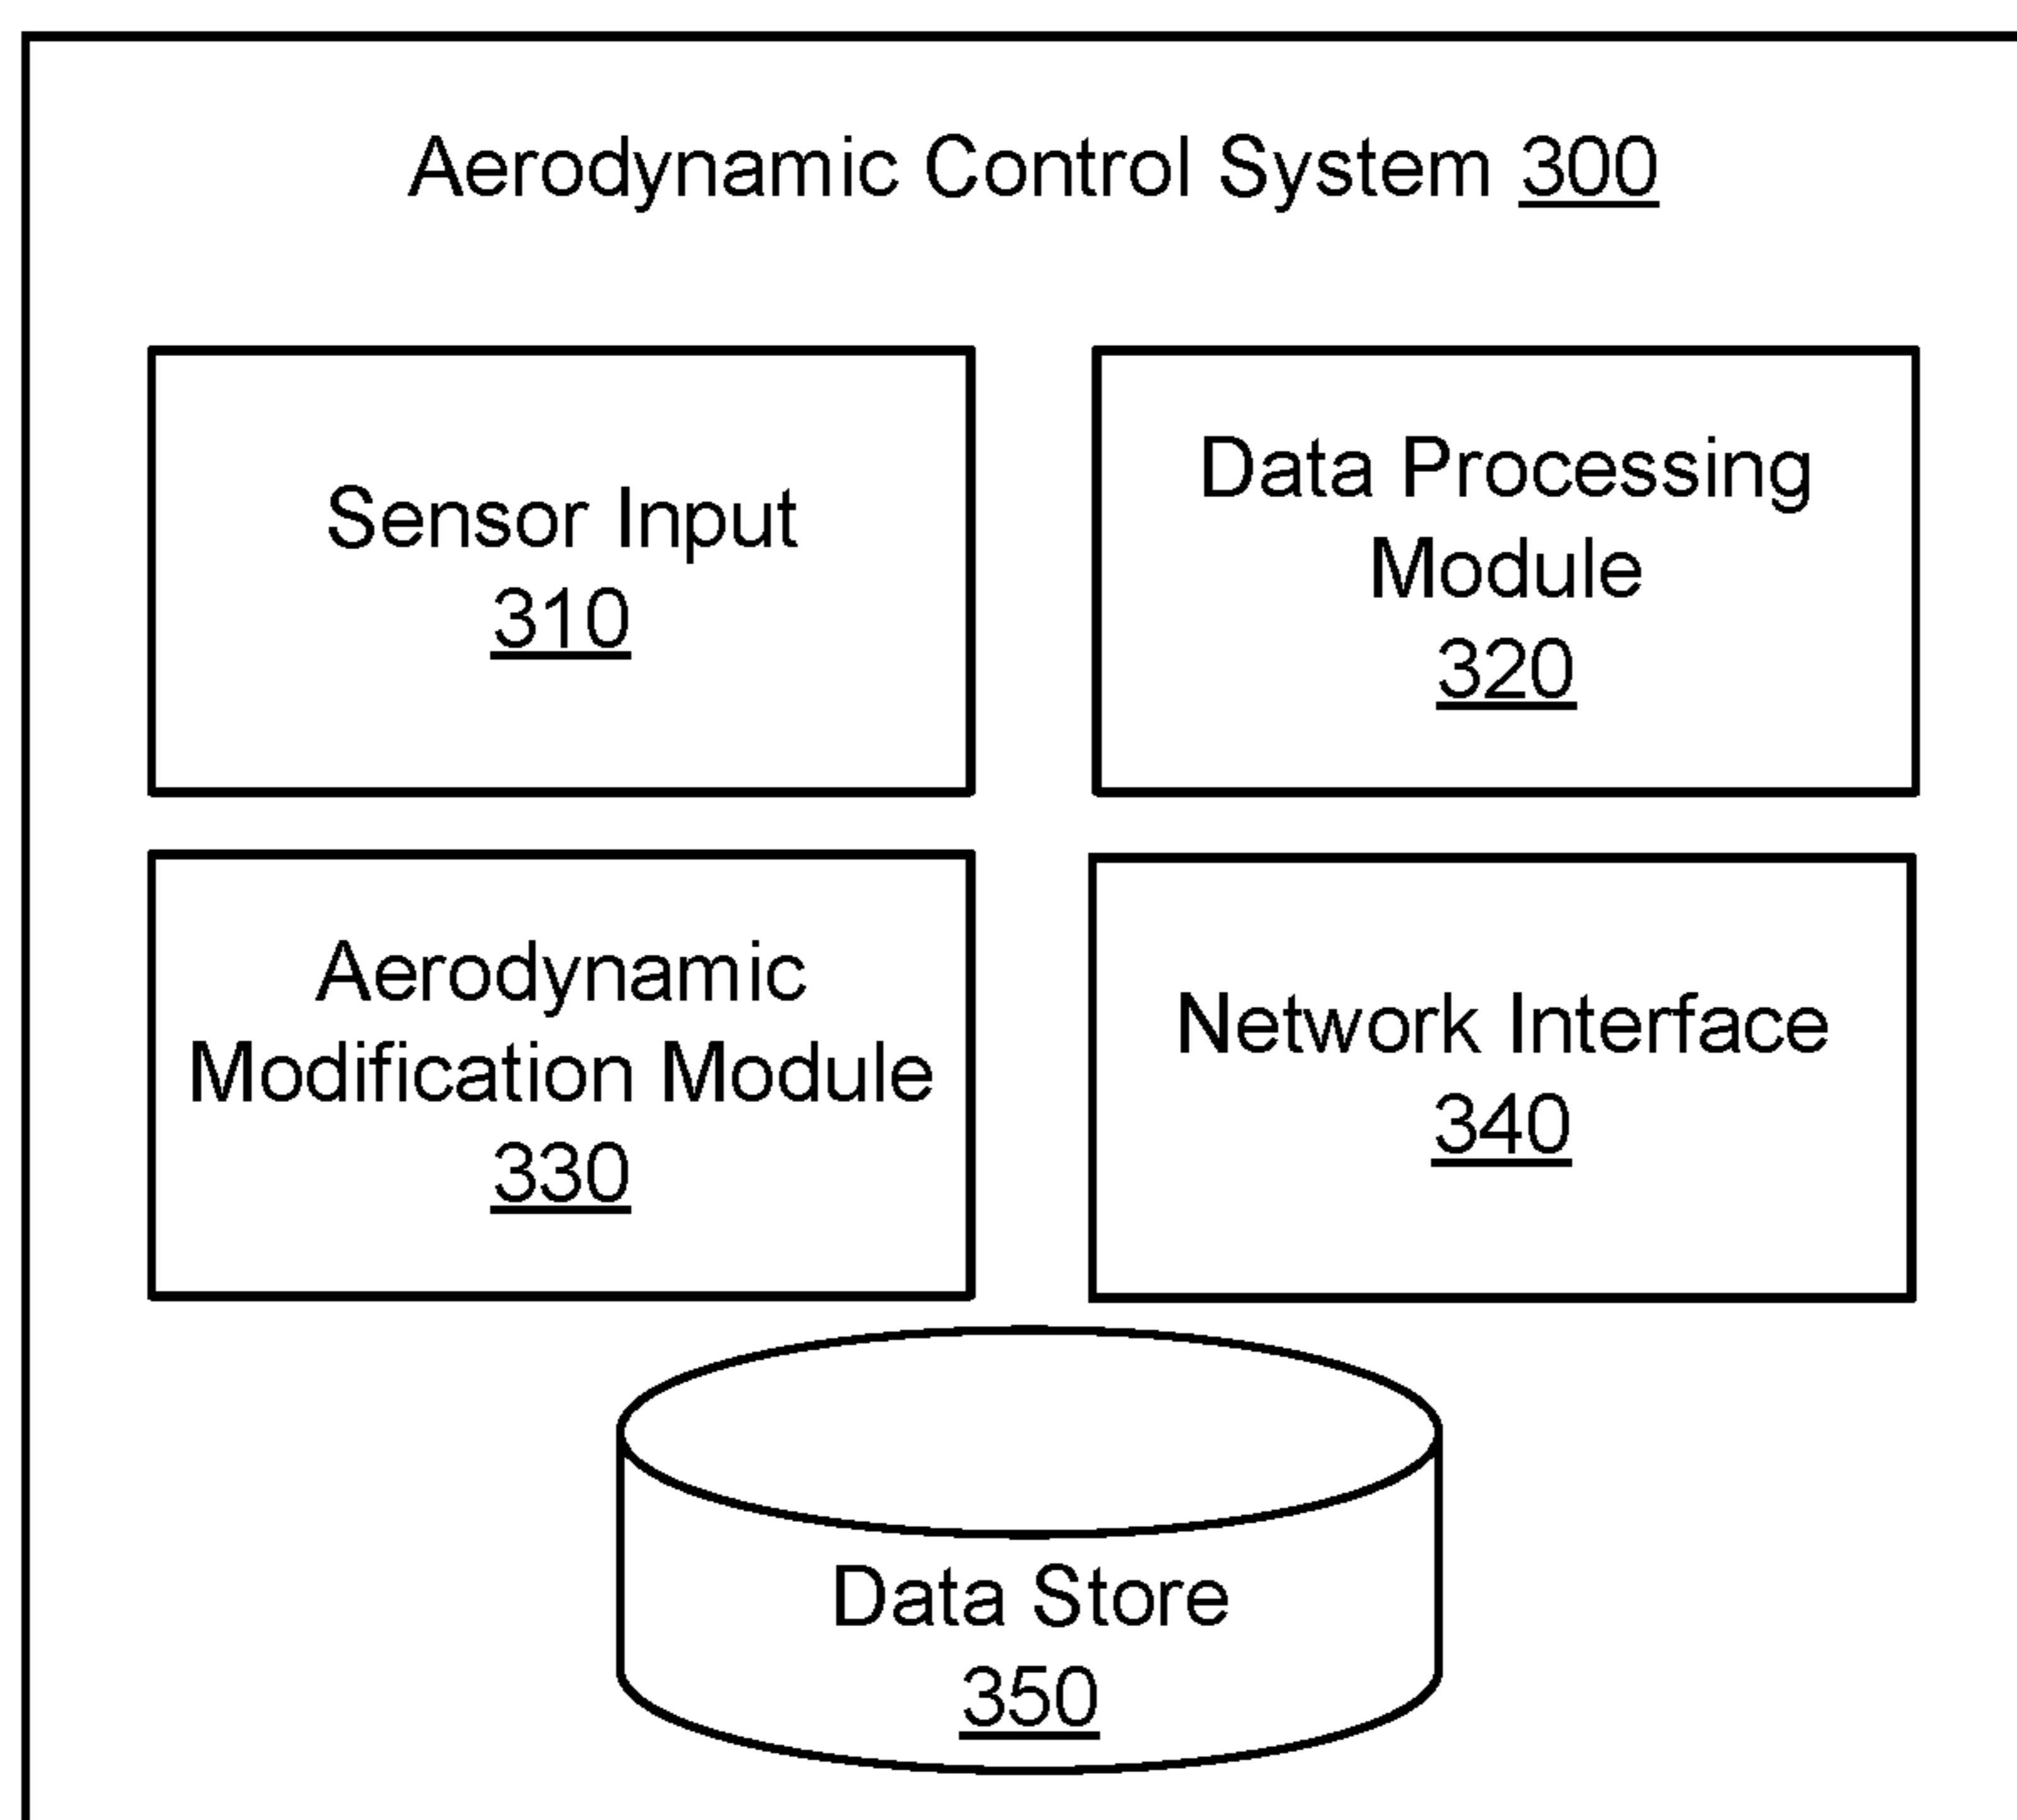 Aerodynamic Control System 300
Sensor Input
310
Data Processing
Module
320
Aerodynamic
Modification Module
330
Network Interface
340
Data Store
350